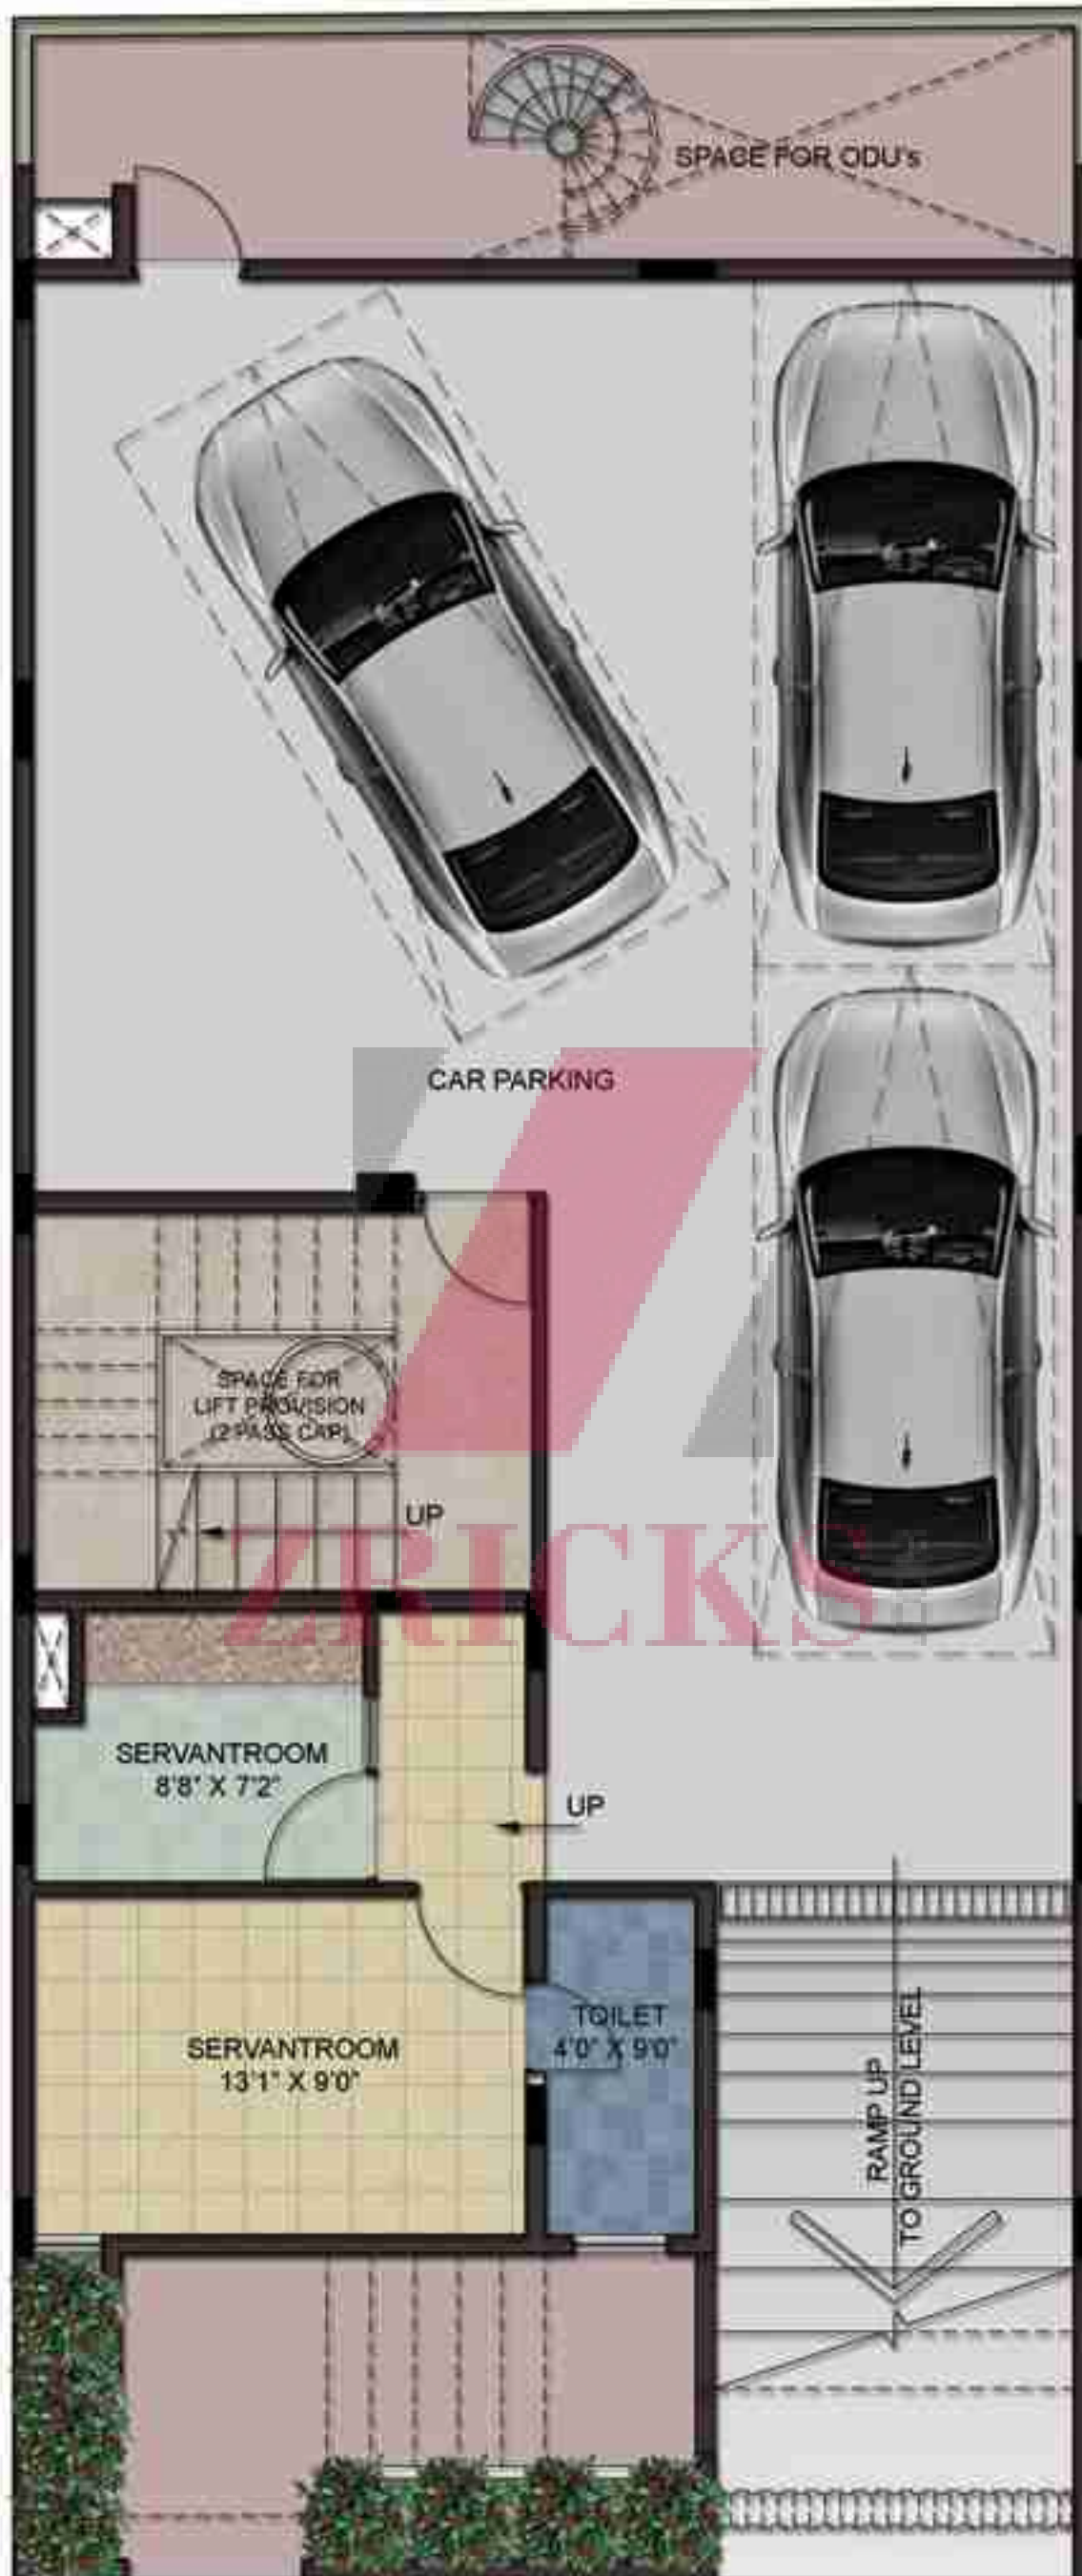 SPACE FOR ODU's
CAR PARKING
SPACE FOR
LIFT PROVISION
(2 PASS CAP)
UP
ZRICKS
SERVANTROOM
8'8" X 7'2"
UP
SERVANTROOM
13'1" X 9'0"
TOILET
4'0" X 9'0"
RAMP UP
TO GROUND LEVEL